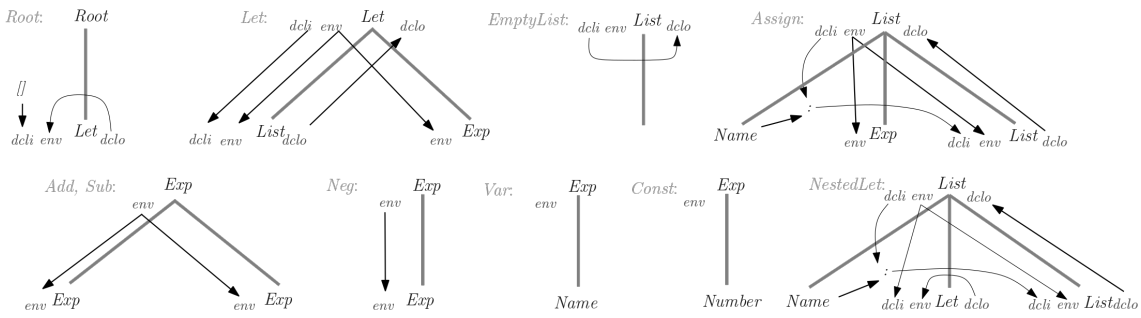 Root: Root
[]
dcli env Let dclo
Let: Let
dcli env dclo
dcli env List dclo env Exp
EmptyList: dcli env List dclo
Assign: List
dcli env dclo
:
Name env Exp dcli env List dclo
Add, Sub: Exp
env
env Exp env Exp
Neg: Exp
env
env Exp
Var: Exp
env
Name
Const: Exp
env
Number
NestedLet: List
dcli env dclo
:
Name dcli env Let dclo dcli env List dclo